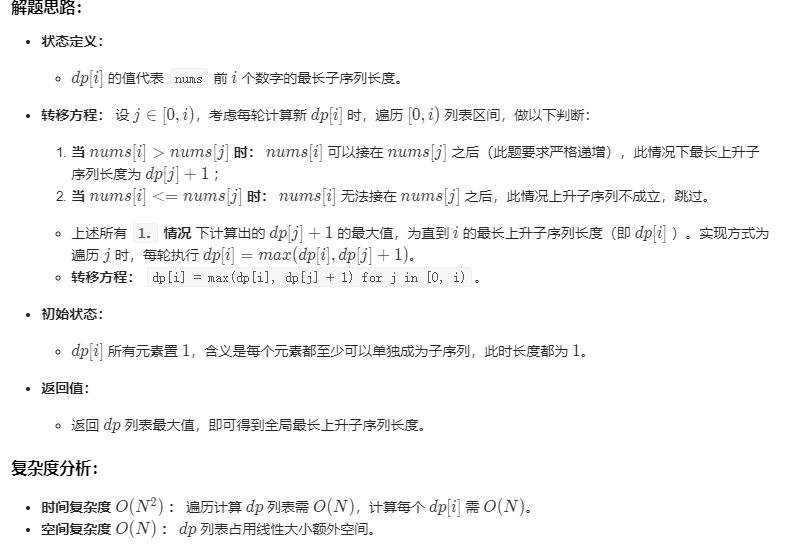 解题思路：
• 状态定义：
◦ dp[i] 的值代表 nums 前 i 个数字的最长子序列长度。
• 转移方程： 设 j ∈ [0, i)，考虑每轮计算新 dp[i] 时，遍历 [0, i) 列表区间，做以下判断：
1. 当 nums[i] > nums[j] 时： nums[i] 可以接在 nums[j] 之后（此题要求严格递增），此情况下最长上升子
序列长度为 dp[j] + 1 ；
2. 当 nums[i] <= nums[j] 时： nums[i] 无法接在 nums[j] 之后，此情况上升子序列不成立，跳过。
◦ 上述所有 1. 情况 下计算出的 dp[j] + 1 的最大值，为直到 i 的最长上升子序列长度（即 dp[i] ）。实现方式为
遍历 j 时，每轮执行 dp[i] = max(dp[i], dp[j] + 1)。
◦ 转移方程： dp[i] = max(dp[i], dp[j] + 1) for j in [0, i) 。
• 初始状态：
◦ dp[i] 所有元素置 1，含义是每个元素都至少可以单独成为子序列，此时长度都为 1。
• 返回值：
◦ 返回 dp 列表最大值，即可得到全局最长上升子序列长度。
复杂度分析：
• 时间复杂度 O(N²) ： 遍历计算 dp 列表需 O(N)，计算每个 dp[i] 需 O(N)。
• 空间复杂度 O(N) ： dp 列表占用线性大小额外空间。